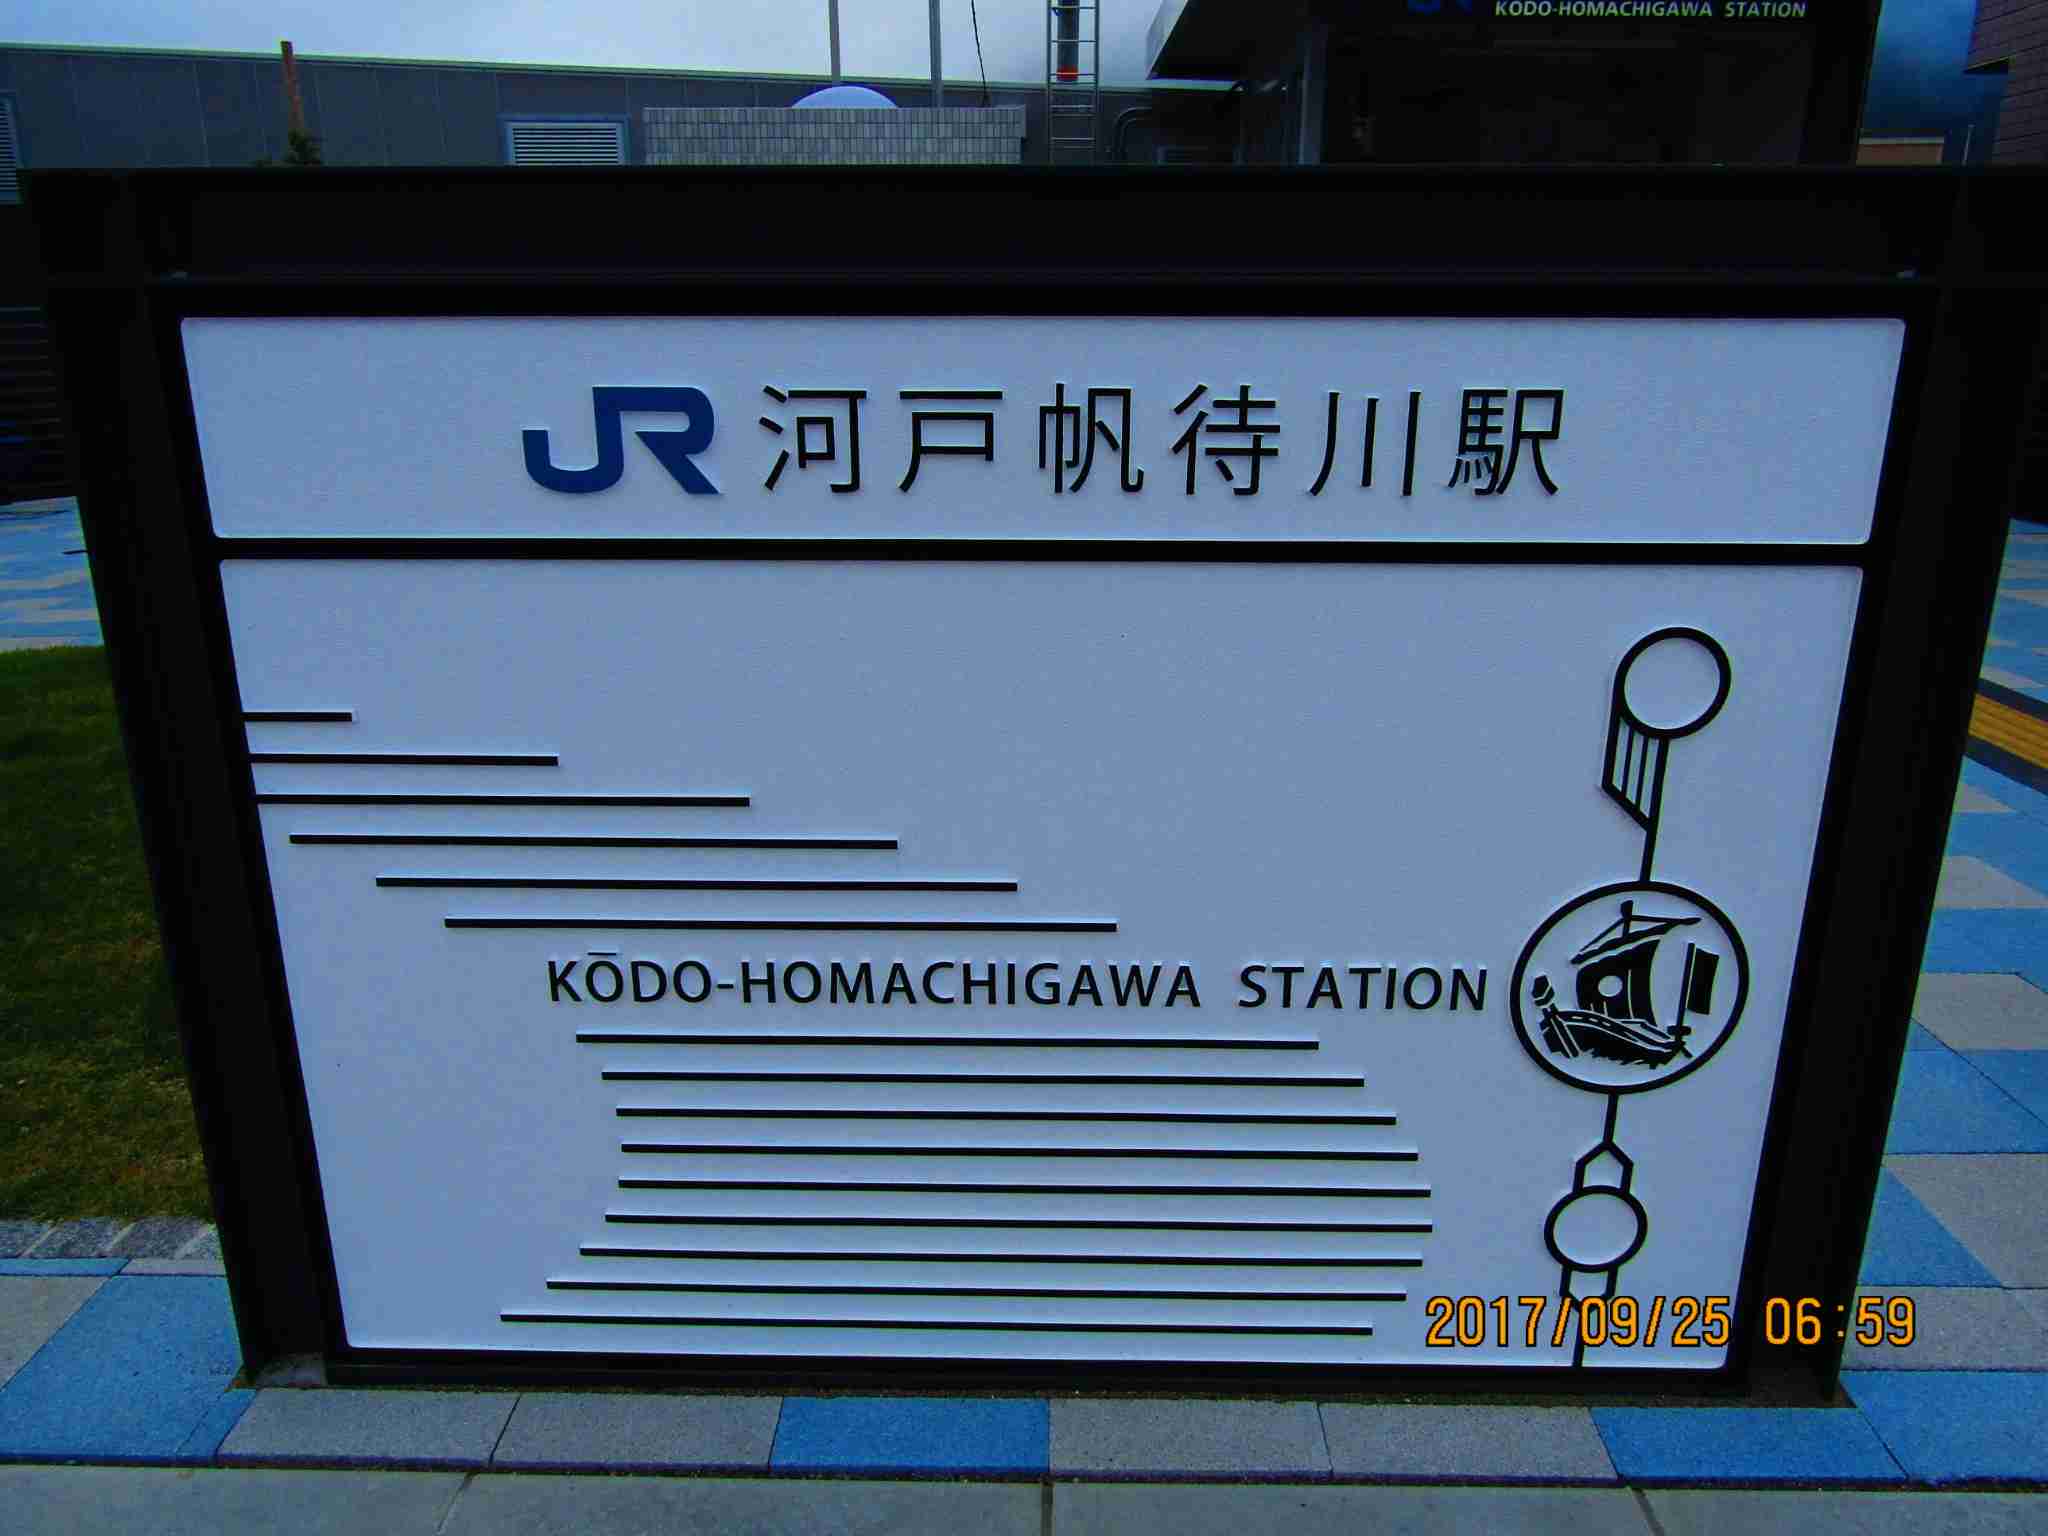 KŌDO-HOMACHIGAWA STATION
JR 河戸帆待川駅
KŌDO-HOMACHIGAWA STATION
2017/09/25 06:59